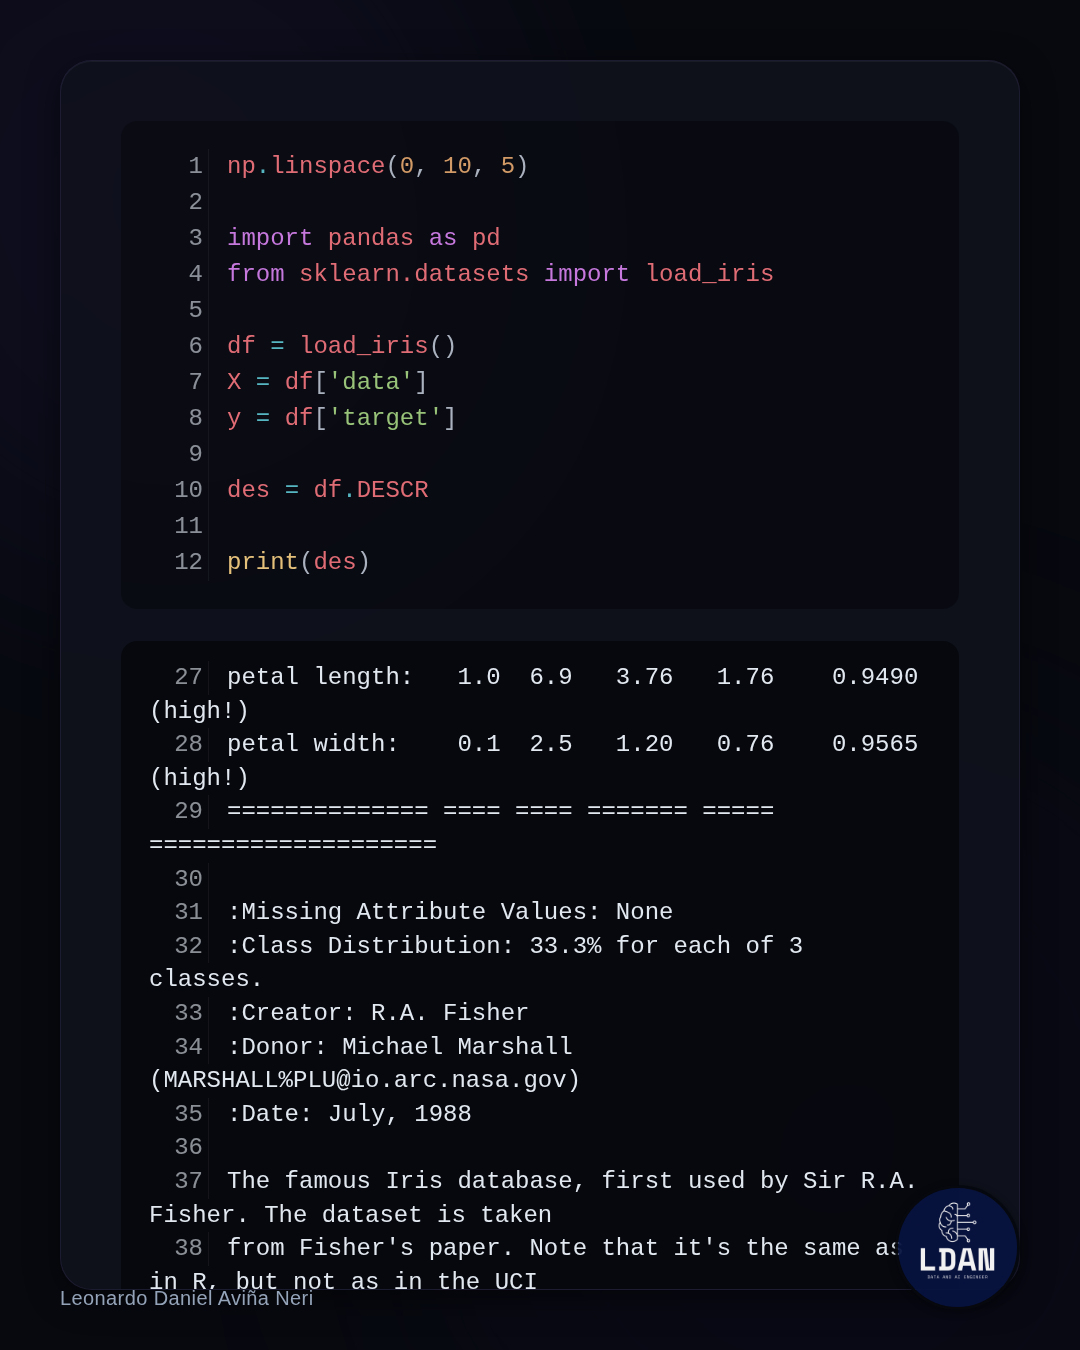 1 np.linspace(0, 10, 5)
2
3 import pandas as pd
4 from sklearn.datasets import load_iris
5
6 df = load_iris()
7 X = df['data']
8 y = df['target']
9
10 des = df.DESCR
11
12 print(des)
27 petal length:   1.0  6.9   3.76   1.76    0.9490
(high!)
28 petal width:    0.1  2.5   1.20   0.76    0.9565
(high!)
29 ============== ==== ==== ======= =====
====================
30
31 :Missing Attribute Values: None
32 :Class Distribution: 33.3% for each of 3
classes.
33 :Creator: R.A. Fisher
34 :Donor: Michael Marshall
(MARSHALL%PLU@io.arc.nasa.gov)
35 :Date: July, 1988
36
37 The famous Iris database, first used by Sir R.A.
Fisher. The dataset is taken
38 from Fisher's paper. Note that it's the same as
in R, but not as in the UCI
Leonardo Daniel Aviña Neri
LDAN
DATA AND AI ENGINEER